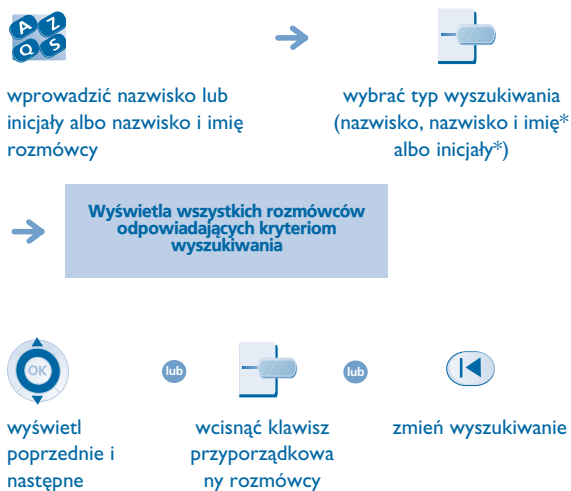 A Z
Q S
wprowadzić nazwisko lub
inicjały albo nazwisko i imię
rozmówcy
wybrać typ wyszukiwania
(nazwisko, nazwisko i imię*
albo inicjały*)
Wyświetla wszystkich rozmówców
odpowiadających kryteriom
wyszukiwania
OK
lub
lub
wyświetl
poprzednie i
następne
wcisnąć klawisz
przyporządkowa
ny rozmówcy
zmień wyszukiwanie